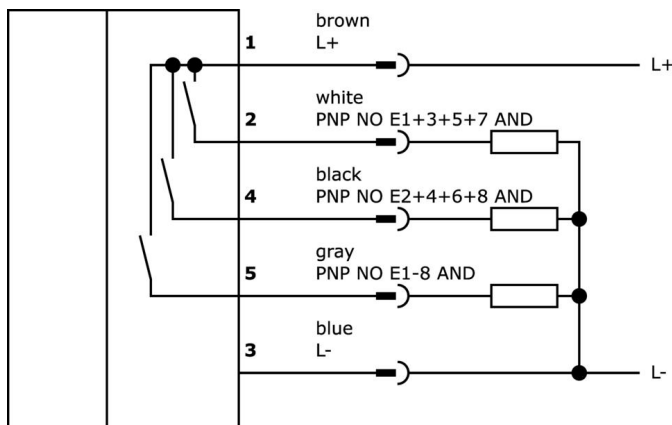 brown
1 L+
L+
white
2 PNP NO E1+3+5+7 AND
black
4 PNP NO E2+4+6+8 AND
gray
5 PNP NO E1-8 AND
blue
3 L-
L-